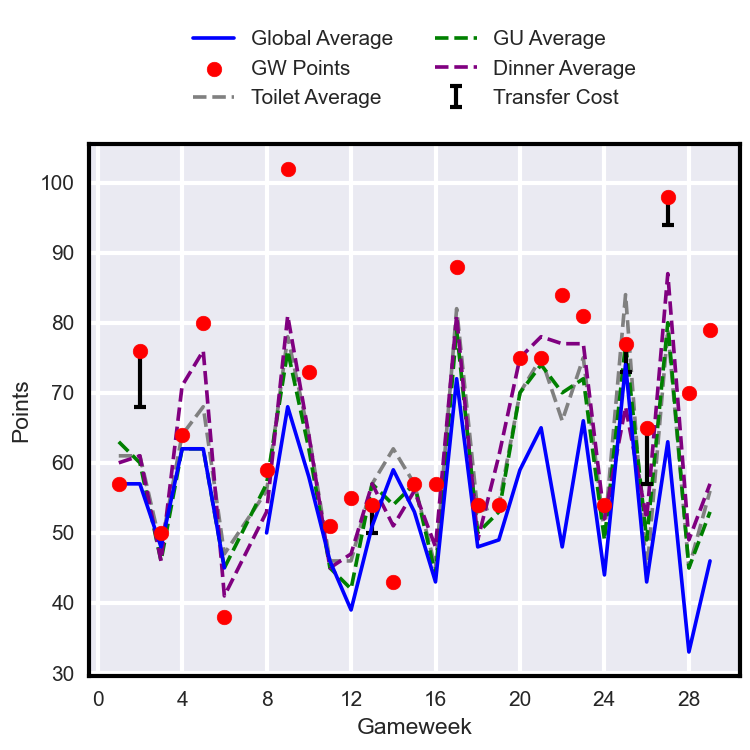 Global Average
GW Points
Toilet Average
GU Average
Dinner Average
Transfer Cost
100
90
80
70
60
50
40
30
Points
0 4 8 12 16 20 24 28
Gameweek